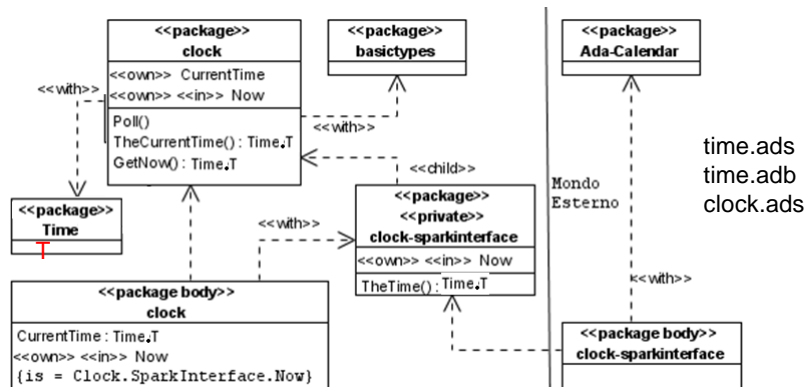 <<package>>
clock
<<own>> CurrentTime
<<own>> <<in>> Now
Poll()
TheCurrentTime() : Time.T
GetNow() : Time.T
<<package>>
basictypes
<<package>>
Ada-Calendar
<<with>>
<<with>>
<<child>>
time.ads
time.adb
clock.ads
Mondo
Esterno
<<package>>
Time
T
<<with>>
<<package>>
<<private>>
clock-sparkinterface
<<own>> <<in>> Now
TheTime() : Time.T
<<with>>
<<package body>>
clock
CurrentTime : Time.T
<<own>> <<in>> Now
{is = Clock.SparkInterface.Now}
<<package body>>
clock-sparkinterface